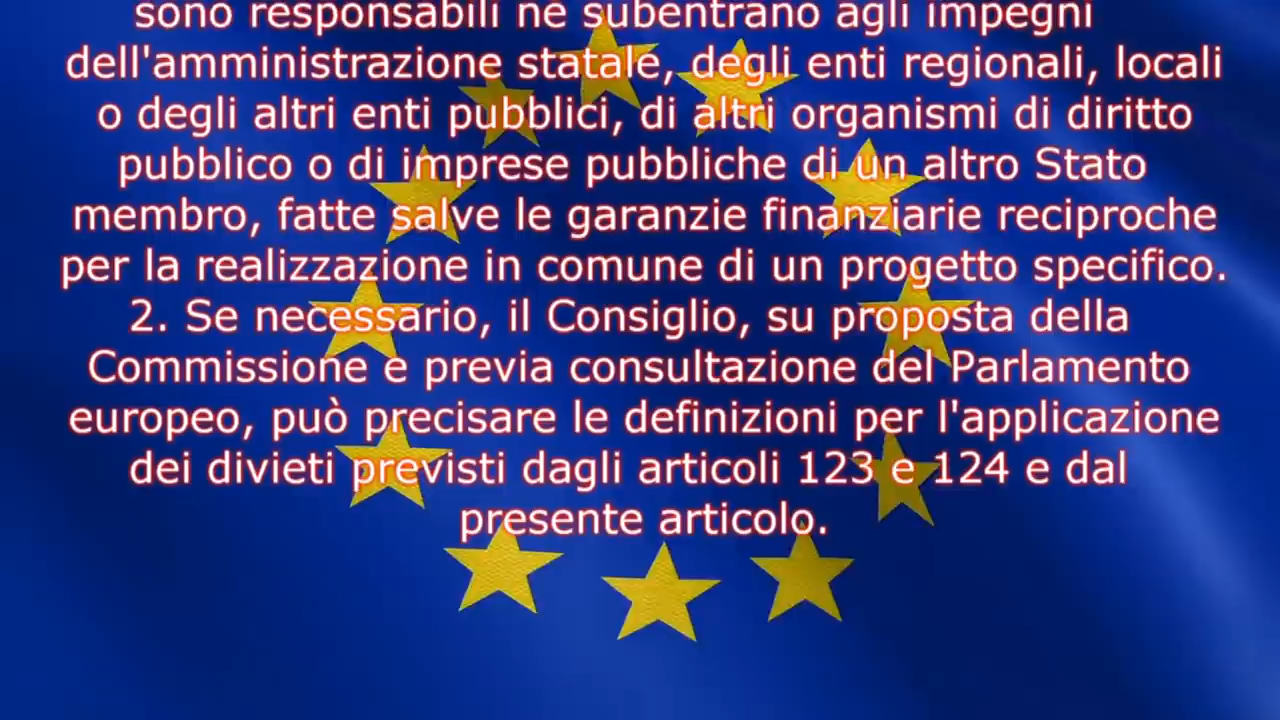 sono responsabili né subentrano agli impegni
dell'amministrazione statale, degli enti regionali, locali
o degli altri enti pubblici, di altri organismi di diritto
pubblico o di imprese pubbliche di un altro Stato
membro, fatte salve le garanzie finanziarie reciproche
per la realizzazione in comune di un progetto specifico.
2. Se necessario, il Consiglio, su proposta della
Commissione e previa consultazione del Parlamento
europeo, può precisare le definizioni per l'applicazione
dei divieti previsti dagli articoli 123 e 124 e dal
presente articolo.